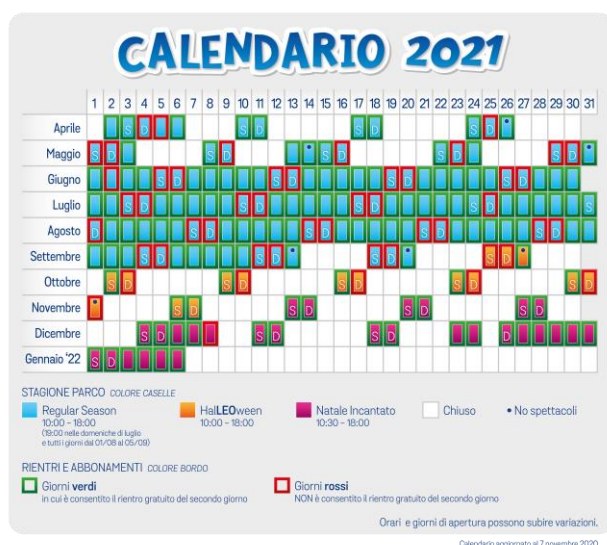 CALENDARIO 2021
1 2 3 4 5 6 7 8 9 10 11 12 13 14 15 16 17 18 19 20 21 22 23 24 25 26 27 28 29 30 31
Aprile S D S D S D S D
Maggio S D S D S D S D S D
Giugno S D S D S D S D
Luglio S D S D S D S D S
Agosto D S D S D S D S D
Settembre S D S D S D S D
Ottobre S D S D S D S D S D
Novembre S D S D S D S D
Dicembre S D S D S D D
Gennaio '22 S D
STAGIONE PARCO COLORE CASELLE
Regular Season HalLEOween Natale Incantato Chiuso • No spettacoli
10:00 - 18:00 10:00 - 18:00 10:30 - 18:00
(19:00 nelle domeniche di luglio
e tutti i giorni dal 01/08 al 05/09)
RIENTRI E ABBONAMENTI COLORE BORDO
Giorni verdi Giorni rossi
in cui è consentito il rientro gratuito del secondo giorno NON è consentito il rientro gratuito del secondo giorno
Orari e giorni di apertura possono subire variazioni.
Calendario aggiornato al 7 novembre 2020